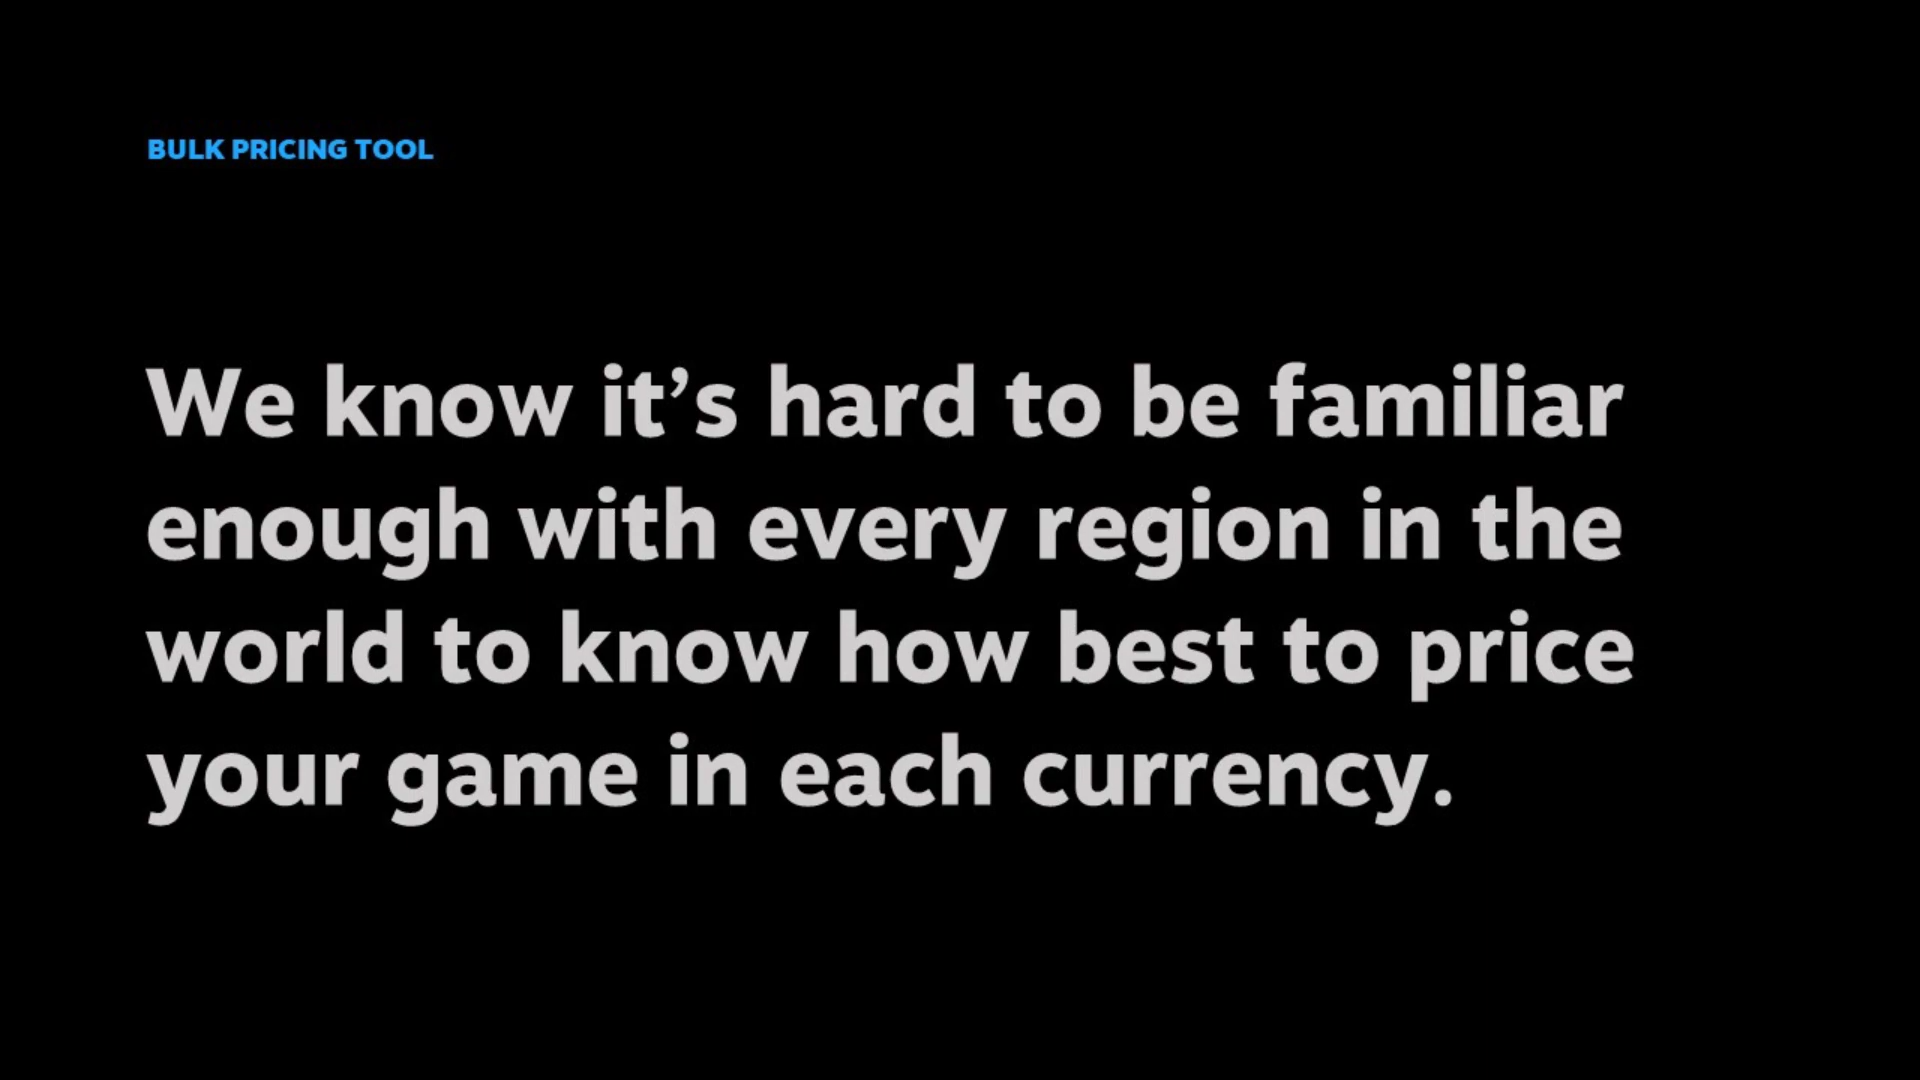 BULK PRICING TOOL
We know it’s hard to be familiar
enough with every region in the
world to know how best to price
your game in each currency.